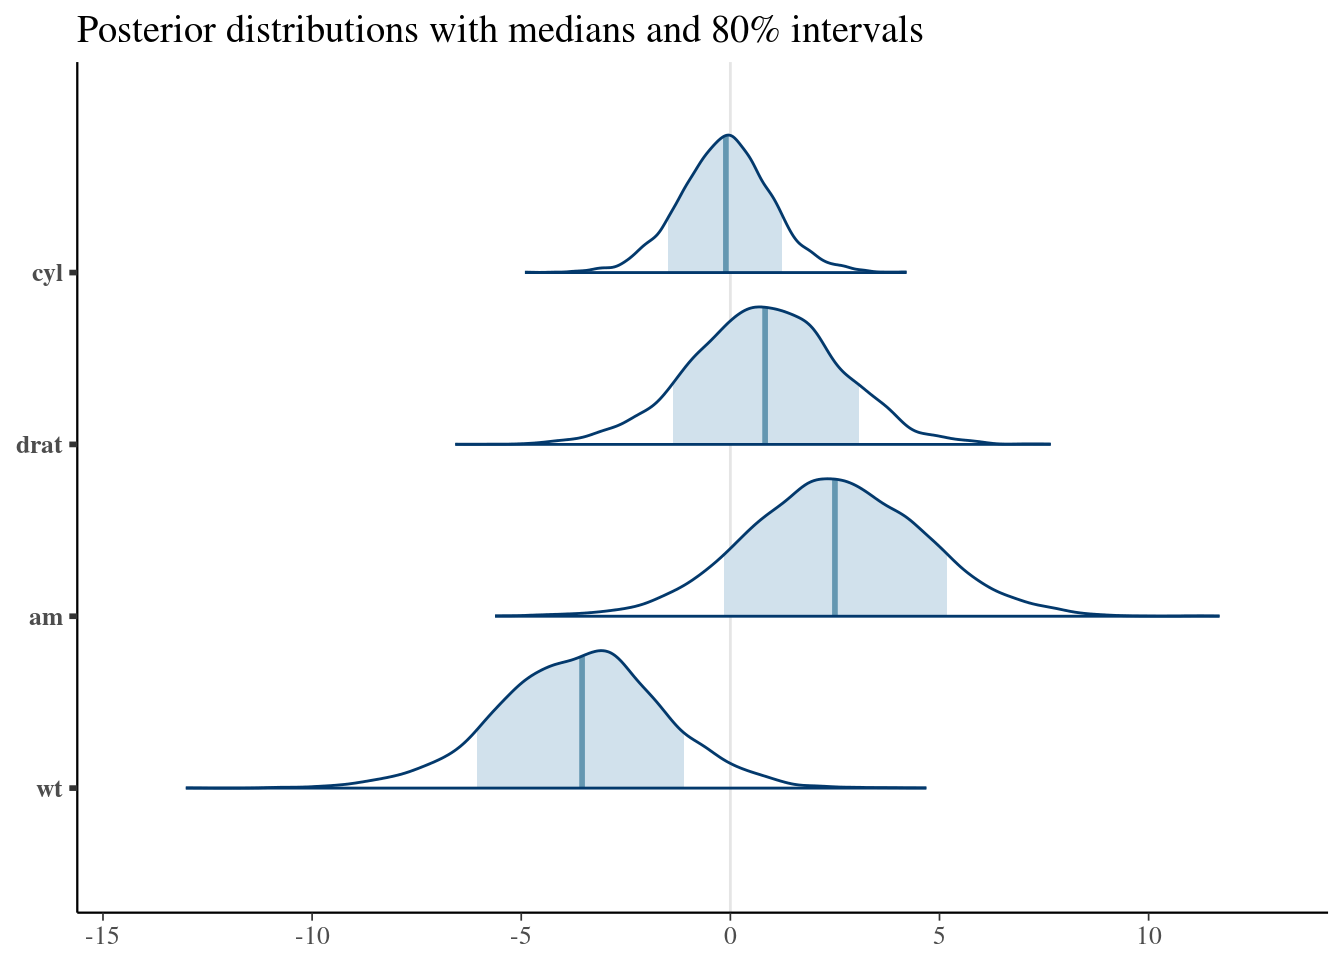 Posterior distributions with medians and 80% intervals
cyl
drat
am
wt
-15 -10 -5 0 5 10